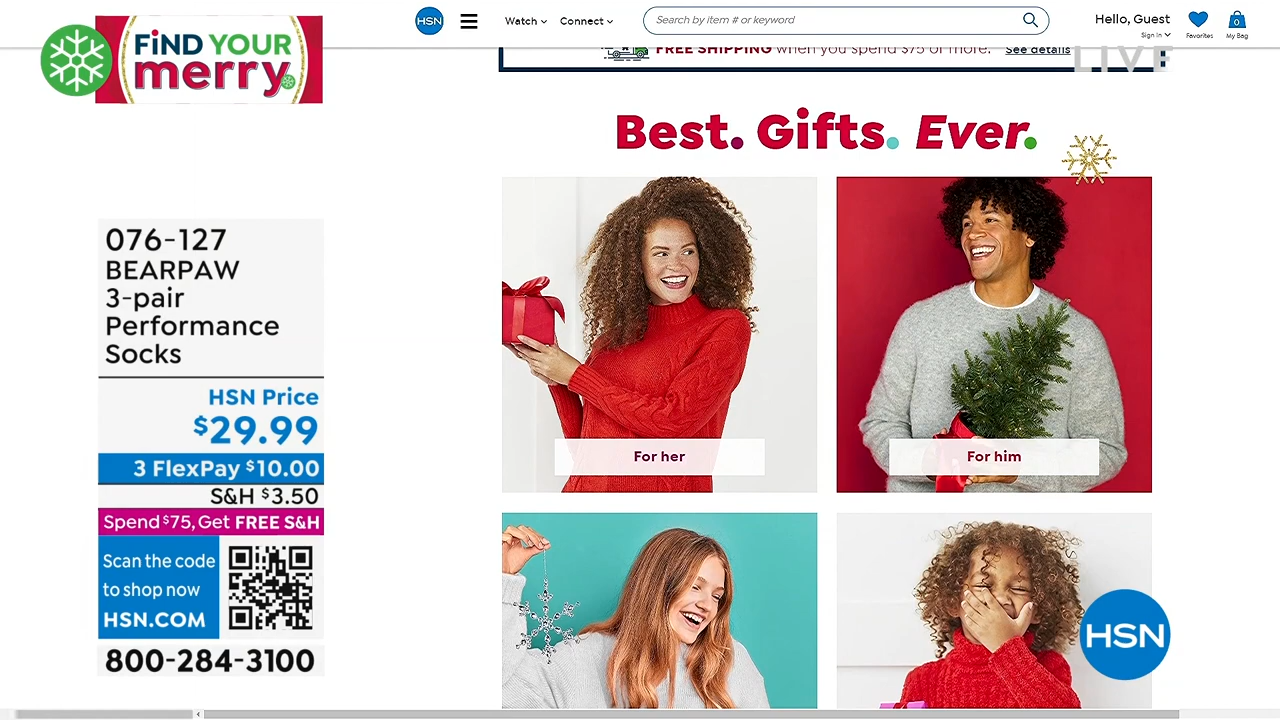 FiND YOUR
merry
HSN
Watch
Connect
Search by item # or keyword
Hello, Guest
Sign In
Favorites
0
My Bag
FREE SHIPPING when you spend $75 or more. See details
LIVE
Best. Gifts. Ever.
076-127
BEARPAW
3-pair
Performance
Socks
HSN Price
$29.99
3 FlexPay $10.00
S&H $3.50
Spend $75, Get FREE S&H
Scan the code
to shop now
HSN.COM
800-284-3100
For her
For him
HSN